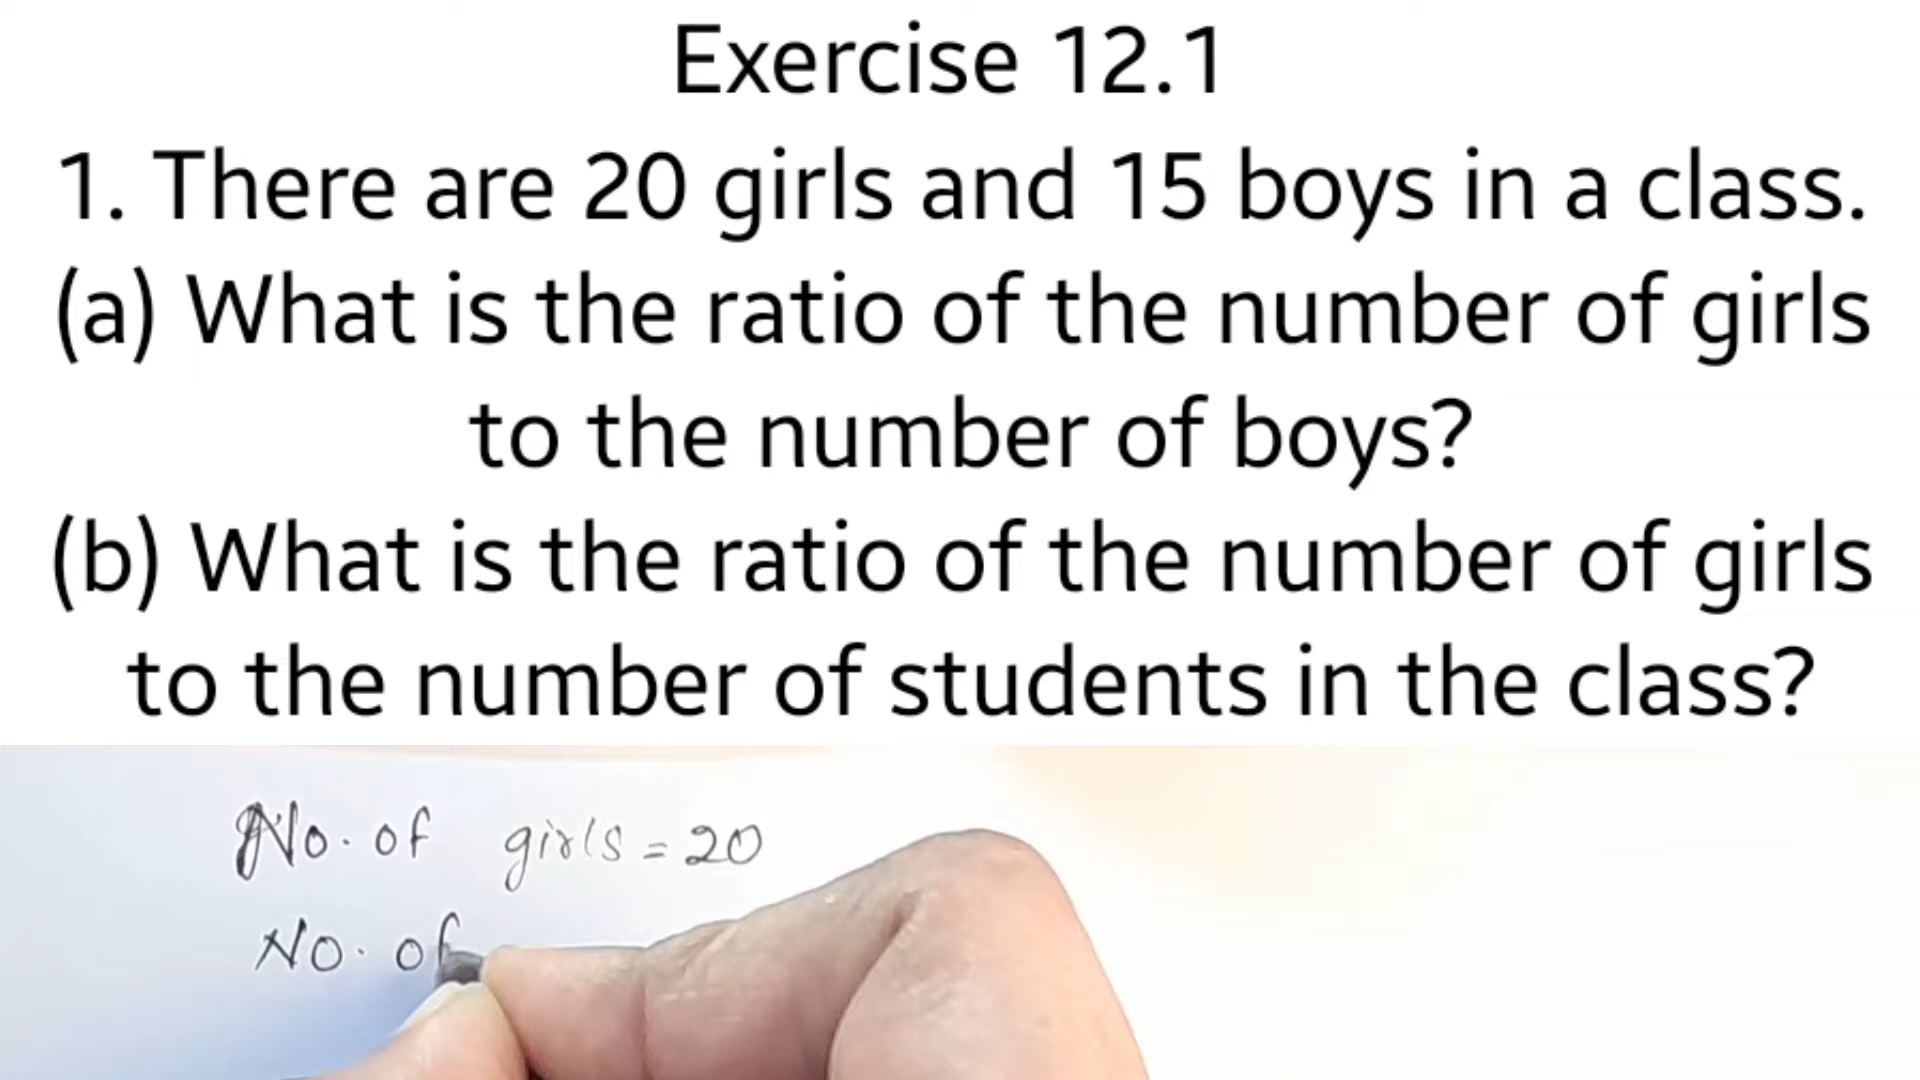 Exercise 12.1
1. There are 20 girls and 15 boys in a class.
(a) What is the ratio of the number of girls
to the number of boys?
(b) What is the ratio of the number of girls
to the number of students in the class?
No. of girls = 20
No. of